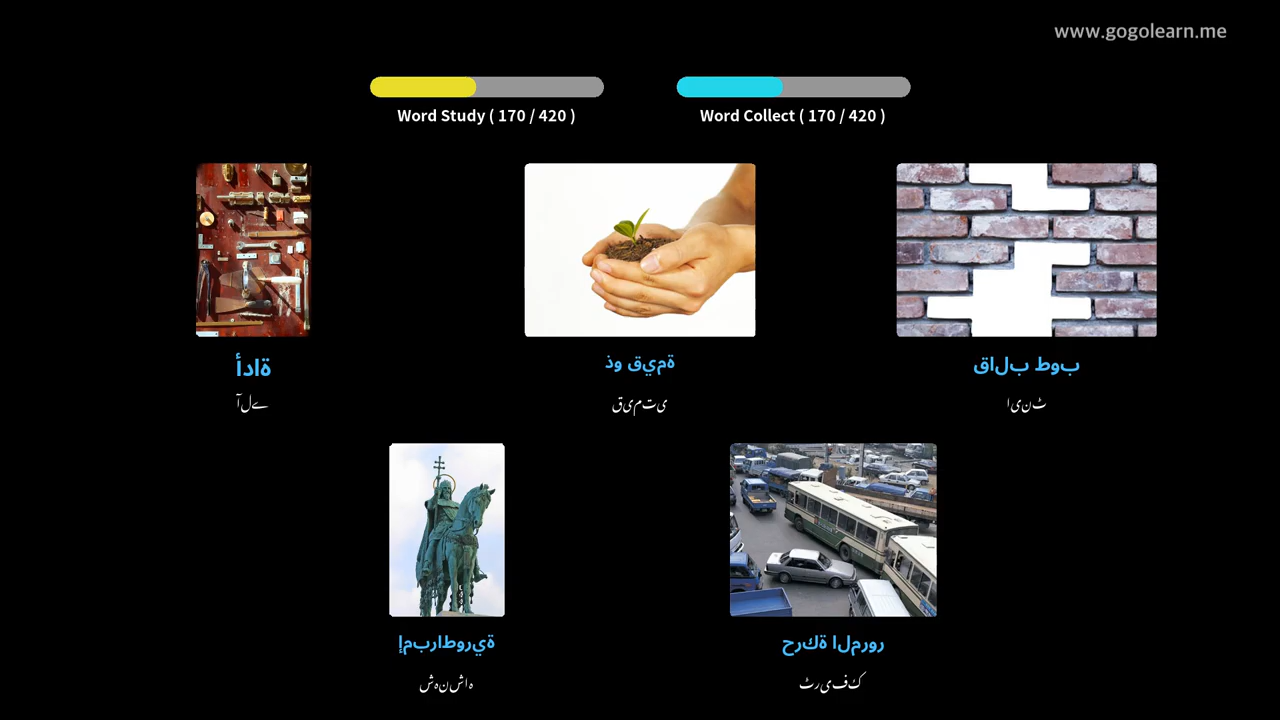 www.gogolearn.me
Word Study ( 170 / 420 )
Word Collect ( 170 / 420 )
أداة
آلے
ذو قيمة
قیمتی
قالب طوب
اینٹ
إمبراطورية
شہنشاہ
حركة المرور
ٹریفک